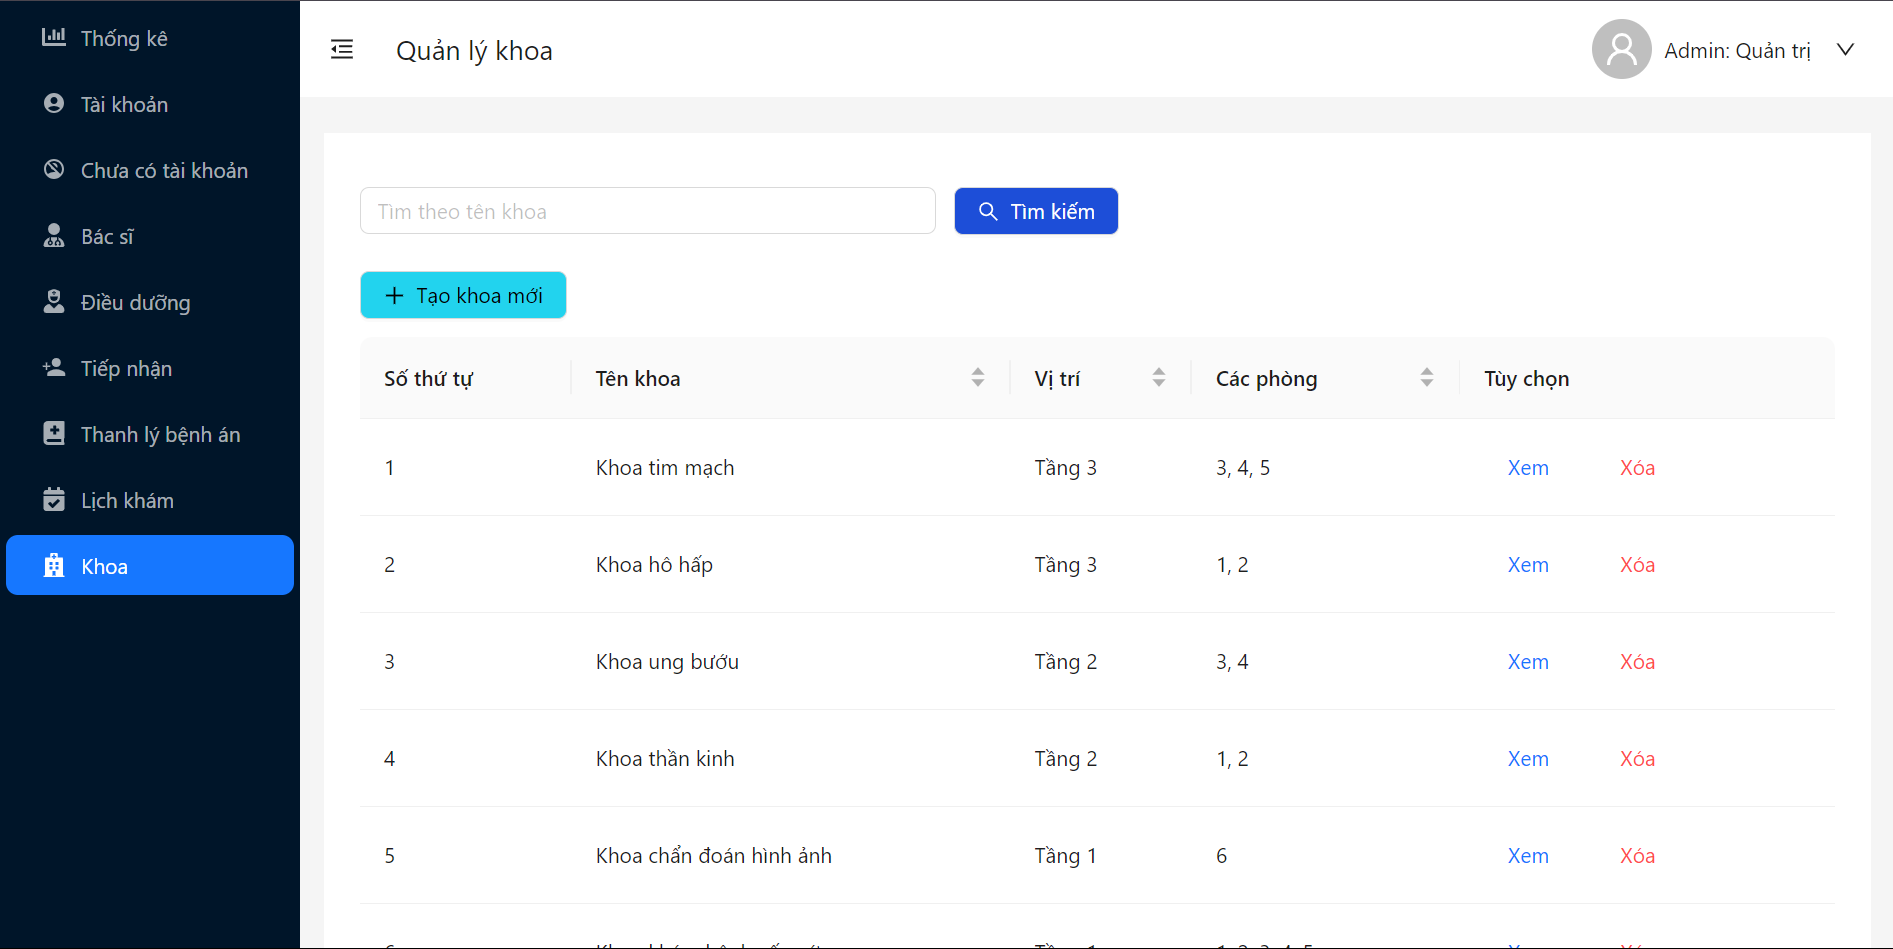 Thống kê
Tài khoản
Chưa có tài khoản
Bác sĩ
Điều dưỡng
Tiếp nhận
Thanh lý bệnh án
Lịch khám
Khoa
Quản lý khoa
Admin: Quản trị
Tìm theo tên khoa
Tìm kiếm
Tạo khoa mới
Số thứ tự Tên khoa Vị trí Các phòng Tùy chọn
1 Khoa tim mạch Tầng 3 3, 4, 5 Xem Xóa
2 Khoa hô hấp Tầng 3 1, 2 Xem Xóa
3 Khoa ung bướu Tầng 2 3, 4 Xem Xóa
4 Khoa thần kinh Tầng 2 1, 2 Xem Xóa
5 Khoa chẩn đoán hình ảnh Tầng 1 6 Xem Xóa